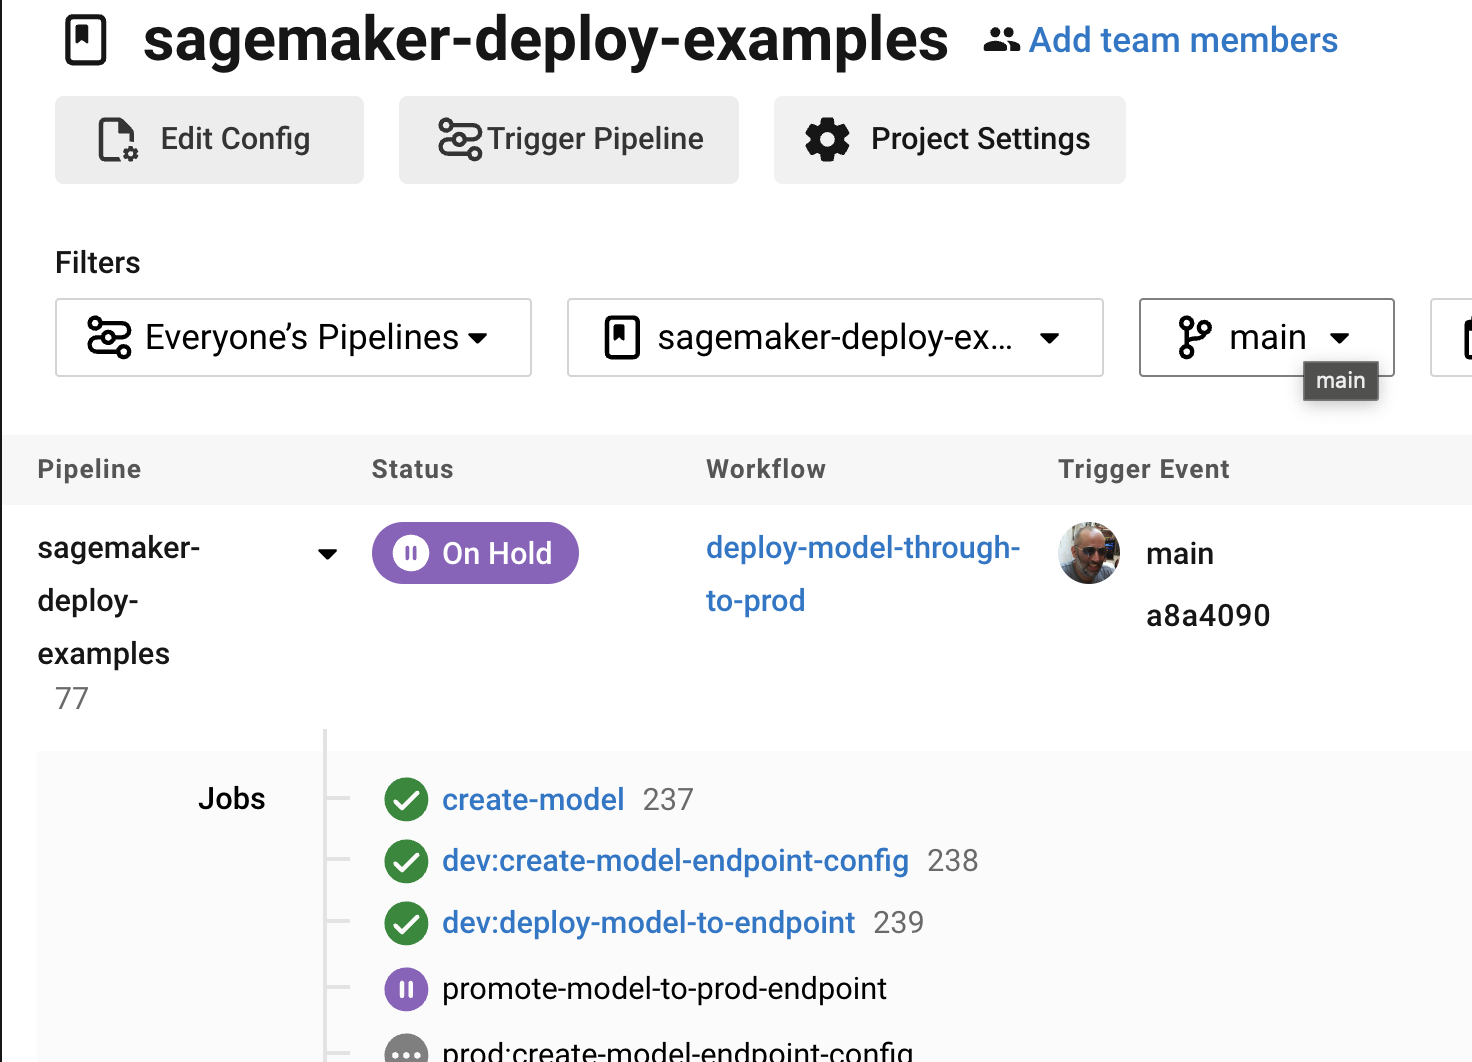 sagemaker-deploy-examples Add team members
Edit Config Trigger Pipeline Project Settings
Filters
Everyone’s Pipelines sagemaker-deploy-ex... main
main
Pipeline Status Workflow Trigger Event
sagemaker- On Hold deploy-model-through- main
deploy- to-prod a8a4090
examples
77
Jobs create-model 237
dev:create-model-endpoint-config 238
dev:deploy-model-to-endpoint 239
promote-model-to-prod-endpoint
prod:create-model-endpoint-config